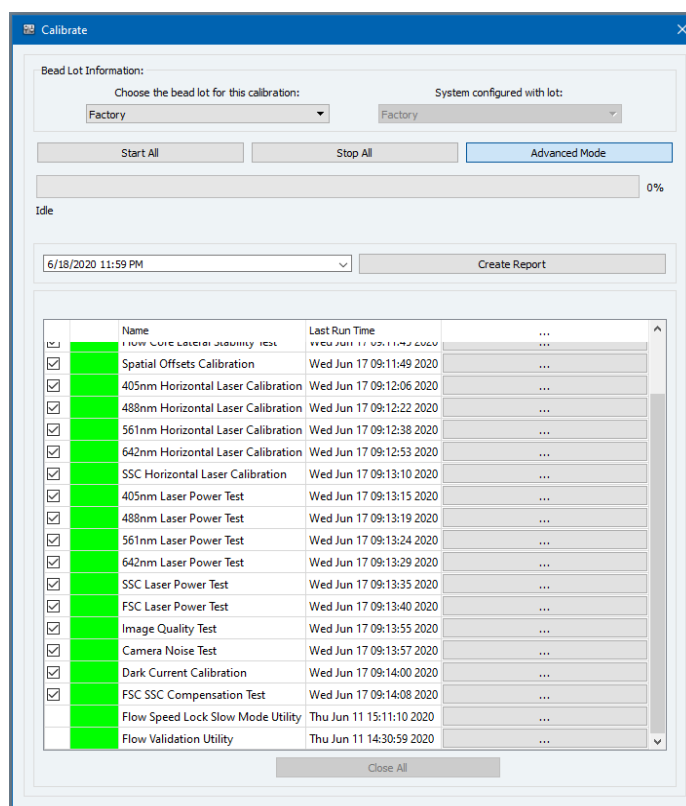 Calibrate
Bead Lot Information:
Choose the bead lot for this calibration: System configured with lot:
Factory Factory
Start All Stop All Advanced Mode
0%
Idle
6/18/2020 11:59 PM Create Report
Name Last Run Time ...
Flow Core Lateral Stability Test Wed Jun 17 09:11:45 2020 ...
Spatial Offsets Calibration Wed Jun 17 09:11:49 2020 ...
405nm Horizontal Laser Calibration Wed Jun 17 09:12:06 2020 ...
488nm Horizontal Laser Calibration Wed Jun 17 09:12:22 2020 ...
561nm Horizontal Laser Calibration Wed Jun 17 09:12:38 2020 ...
642nm Horizontal Laser Calibration Wed Jun 17 09:12:53 2020 ...
SSC Horizontal Laser Calibration Wed Jun 17 09:13:10 2020 ...
405nm Laser Power Test Wed Jun 17 09:13:15 2020 ...
488nm Laser Power Test Wed Jun 17 09:13:19 2020 ...
561nm Laser Power Test Wed Jun 17 09:13:24 2020 ...
642nm Laser Power Test Wed Jun 17 09:13:29 2020 ...
SSC Laser Power Test Wed Jun 17 09:13:35 2020 ...
FSC Laser Power Test Wed Jun 17 09:13:40 2020 ...
Image Quality Test Wed Jun 17 09:13:55 2020 ...
Camera Noise Test Wed Jun 17 09:13:57 2020 ...
Dark Current Calibration Wed Jun 17 09:14:00 2020 ...
FSC SSC Compensation Test Wed Jun 17 09:14:08 2020 ...
Flow Speed Lock Slow Mode Utility Thu Jun 11 15:11:10 2020 ...
Flow Validation Utility Thu Jun 11 14:30:59 2020 ...
Close All